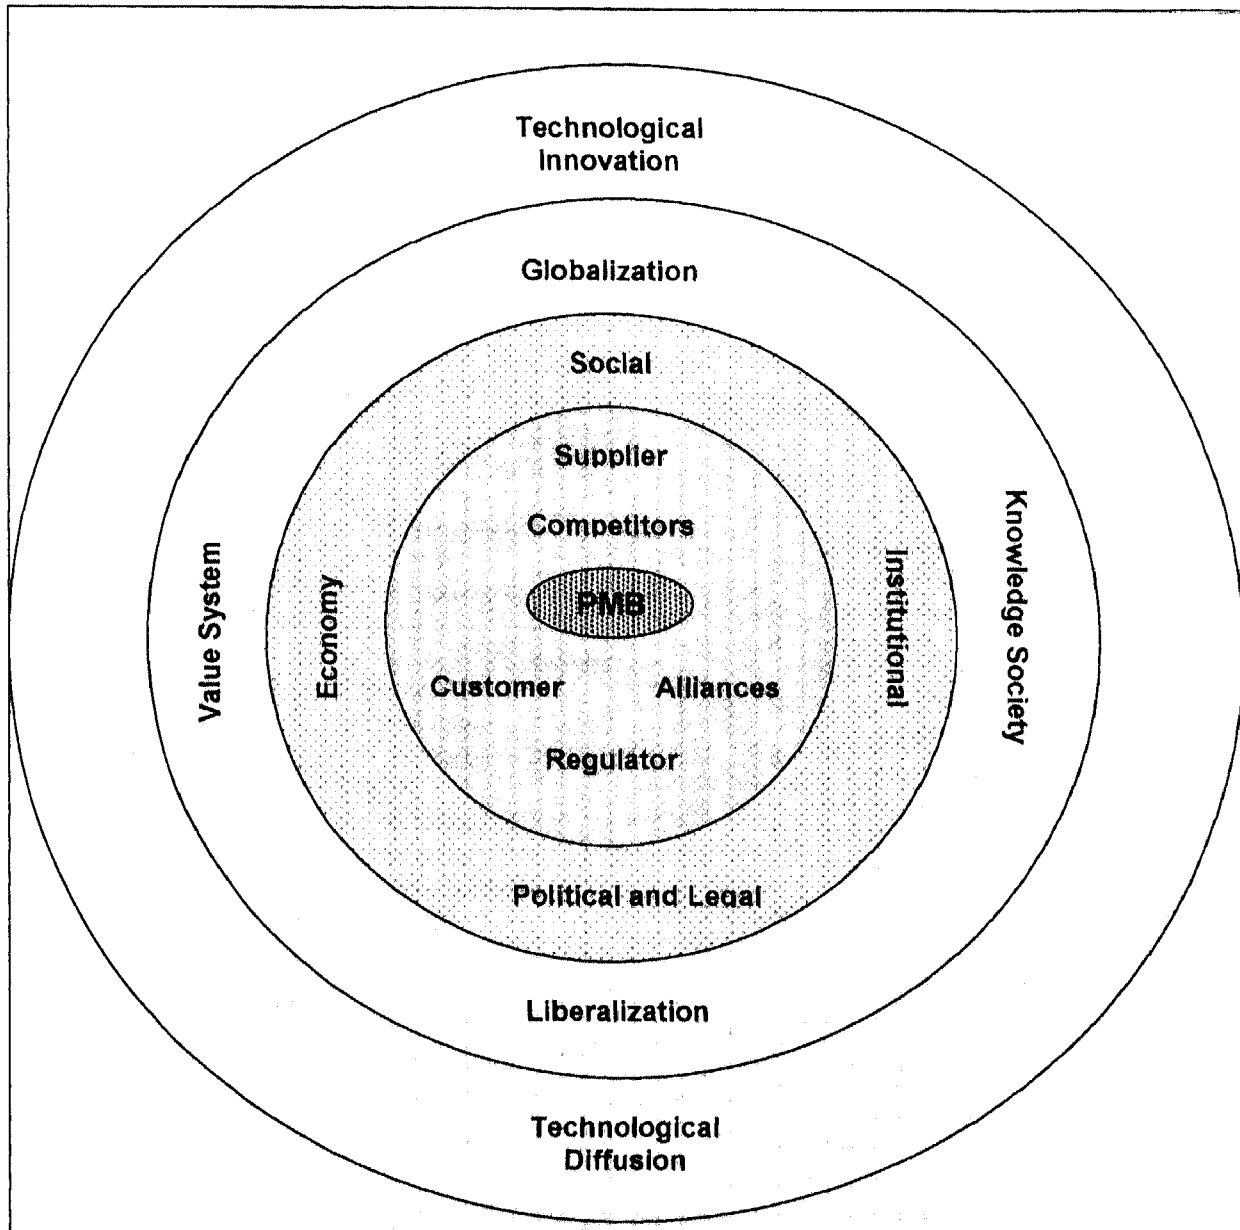 Technological
Innovation
Globalization
Social
Supplier
Competitors
PMB
Value System
Economy
Institutional
Knowledge Society
Customer
Alliances
Regulator
Political and Legal
Liberalization
Technological
Diffusion